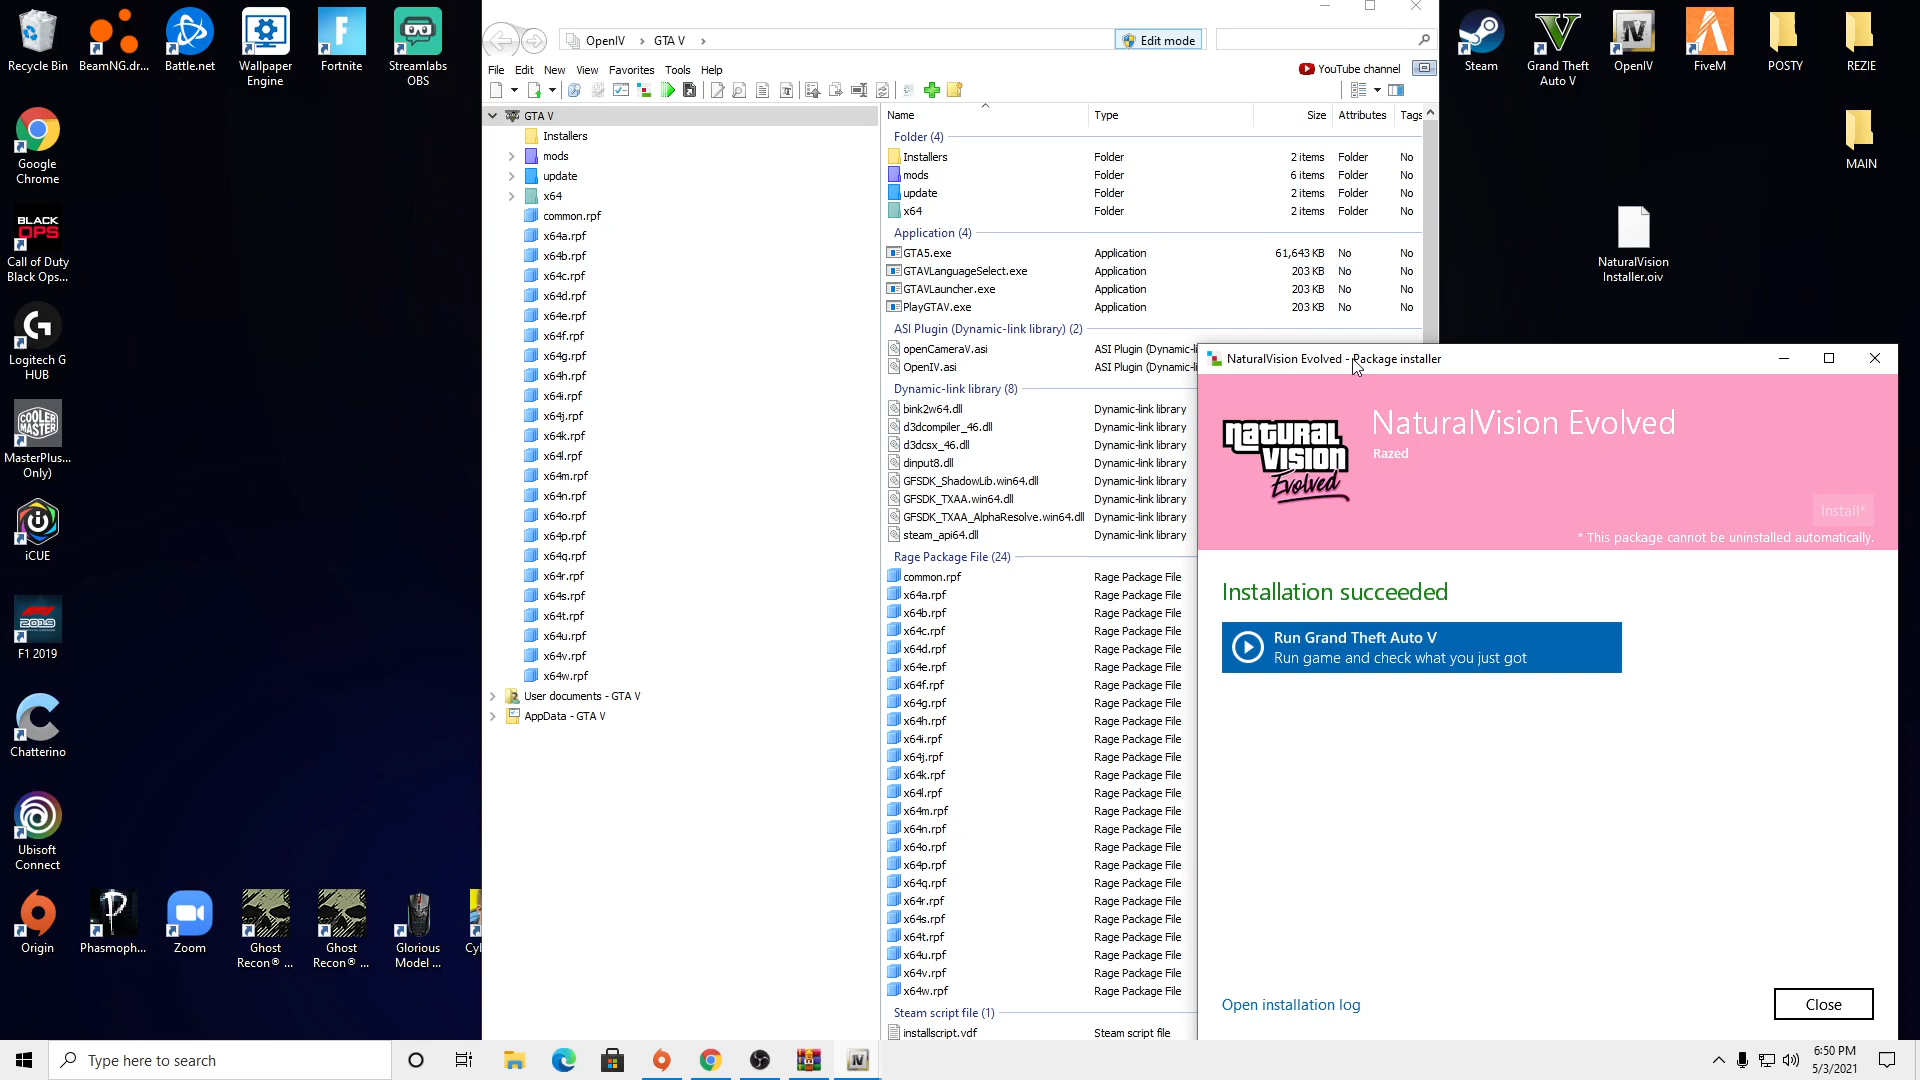 Recycle Bin
BeamNG.dr...
Battle.net
Wallpaper
Engine
Fortnite
Streamlabs
OBS
Google
Chrome
BLACK
OPS
Call of Duty
Black Ops...
Logitech G
HUB
COOLER
MASTER
MasterPlus...
Only)
iCUE
2019
F1 2019
Chatterino
Ubisoft
Connect
Origin
Phasmoph...
Zoom
Ghost
Recon® ...
Ghost
Recon® ...
Glorious
Model ...
Cyl
OpenIV
GTA V
Edit mode
File Edit New View Favorites Tools Help
YouTube channel
GTA V
Installers
mods
update
x64
common.rpf
x64a.rpf
x64b.rpf
x64c.rpf
x64d.rpf
x64e.rpf
x64f.rpf
x64g.rpf
x64h.rpf
x64i.rpf
x64j.rpf
x64k.rpf
x64l.rpf
x64m.rpf
x64n.rpf
x64o.rpf
x64p.rpf
x64q.rpf
x64r.rpf
x64s.rpf
x64t.rpf
x64u.rpf
x64v.rpf
x64w.rpf
User documents - GTA V
AppData - GTA V
Name Type Size Attributes Tags
Folder (4)
Installers Folder 2 items Folder No
mods Folder 6 items Folder No
update Folder 2 items Folder No
x64 Folder 2 items Folder No
Application (4)
GTA5.exe Application 61,643 KB No No
GTAVLanguageSelect.exe Application 203 KB No No
GTAVLauncher.exe Application 203 KB No No
PlayGTAV.exe Application 203 KB No No
ASI Plugin (Dynamic-link library) (2)
openCameraV.asi ASI Plugin (Dynamic-li
OpenIV.asi ASI Plugin (Dynamic-li
Dynamic-link library (8)
bink2w64.dll Dynamic-link library
d3dcompiler_46.dll Dynamic-link library
d3dcsx_46.dll Dynamic-link library
dinput8.dll Dynamic-link library
GFSDK_ShadowLib.win64.dll Dynamic-link library
GFSDK_TXAA.win64.dll Dynamic-link library
GFSDK_TXAA_AlphaResolve.win64.dll Dynamic-link library
steam_api64.dll Dynamic-link library
Rage Package File (24)
common.rpf Rage Package File
x64a.rpf Rage Package File
x64b.rpf Rage Package File
x64c.rpf Rage Package File
x64d.rpf Rage Package File
x64e.rpf Rage Package File
x64f.rpf Rage Package File
x64g.rpf Rage Package File
x64h.rpf Rage Package File
x64i.rpf Rage Package File
x64j.rpf Rage Package File
x64k.rpf Rage Package File
x64l.rpf Rage Package File
x64m.rpf Rage Package File
x64n.rpf Rage Package File
x64o.rpf Rage Package File
x64p.rpf Rage Package File
x64q.rpf Rage Package File
x64r.rpf Rage Package File
x64s.rpf Rage Package File
x64t.rpf Rage Package File
x64u.rpf Rage Package File
x64v.rpf Rage Package File
x64w.rpf Rage Package File
Steam script file (1)
installscript.vdf Steam script file
Steam
Grand Theft
Auto V
OpenIV
FiveM
POSTY
REZIE
MAIN
NaturalVision
Installer.oiv
NaturalVision Evolved - Package installer
natural
vision
Evolved
NaturalVision Evolved
Razed
Install*
* This package cannot be uninstalled automatically.
Installation succeeded
Run Grand Theft Auto V
Run game and check what you just got
Open installation log
Close
Type here to search
6:50 PM
5/3/2021